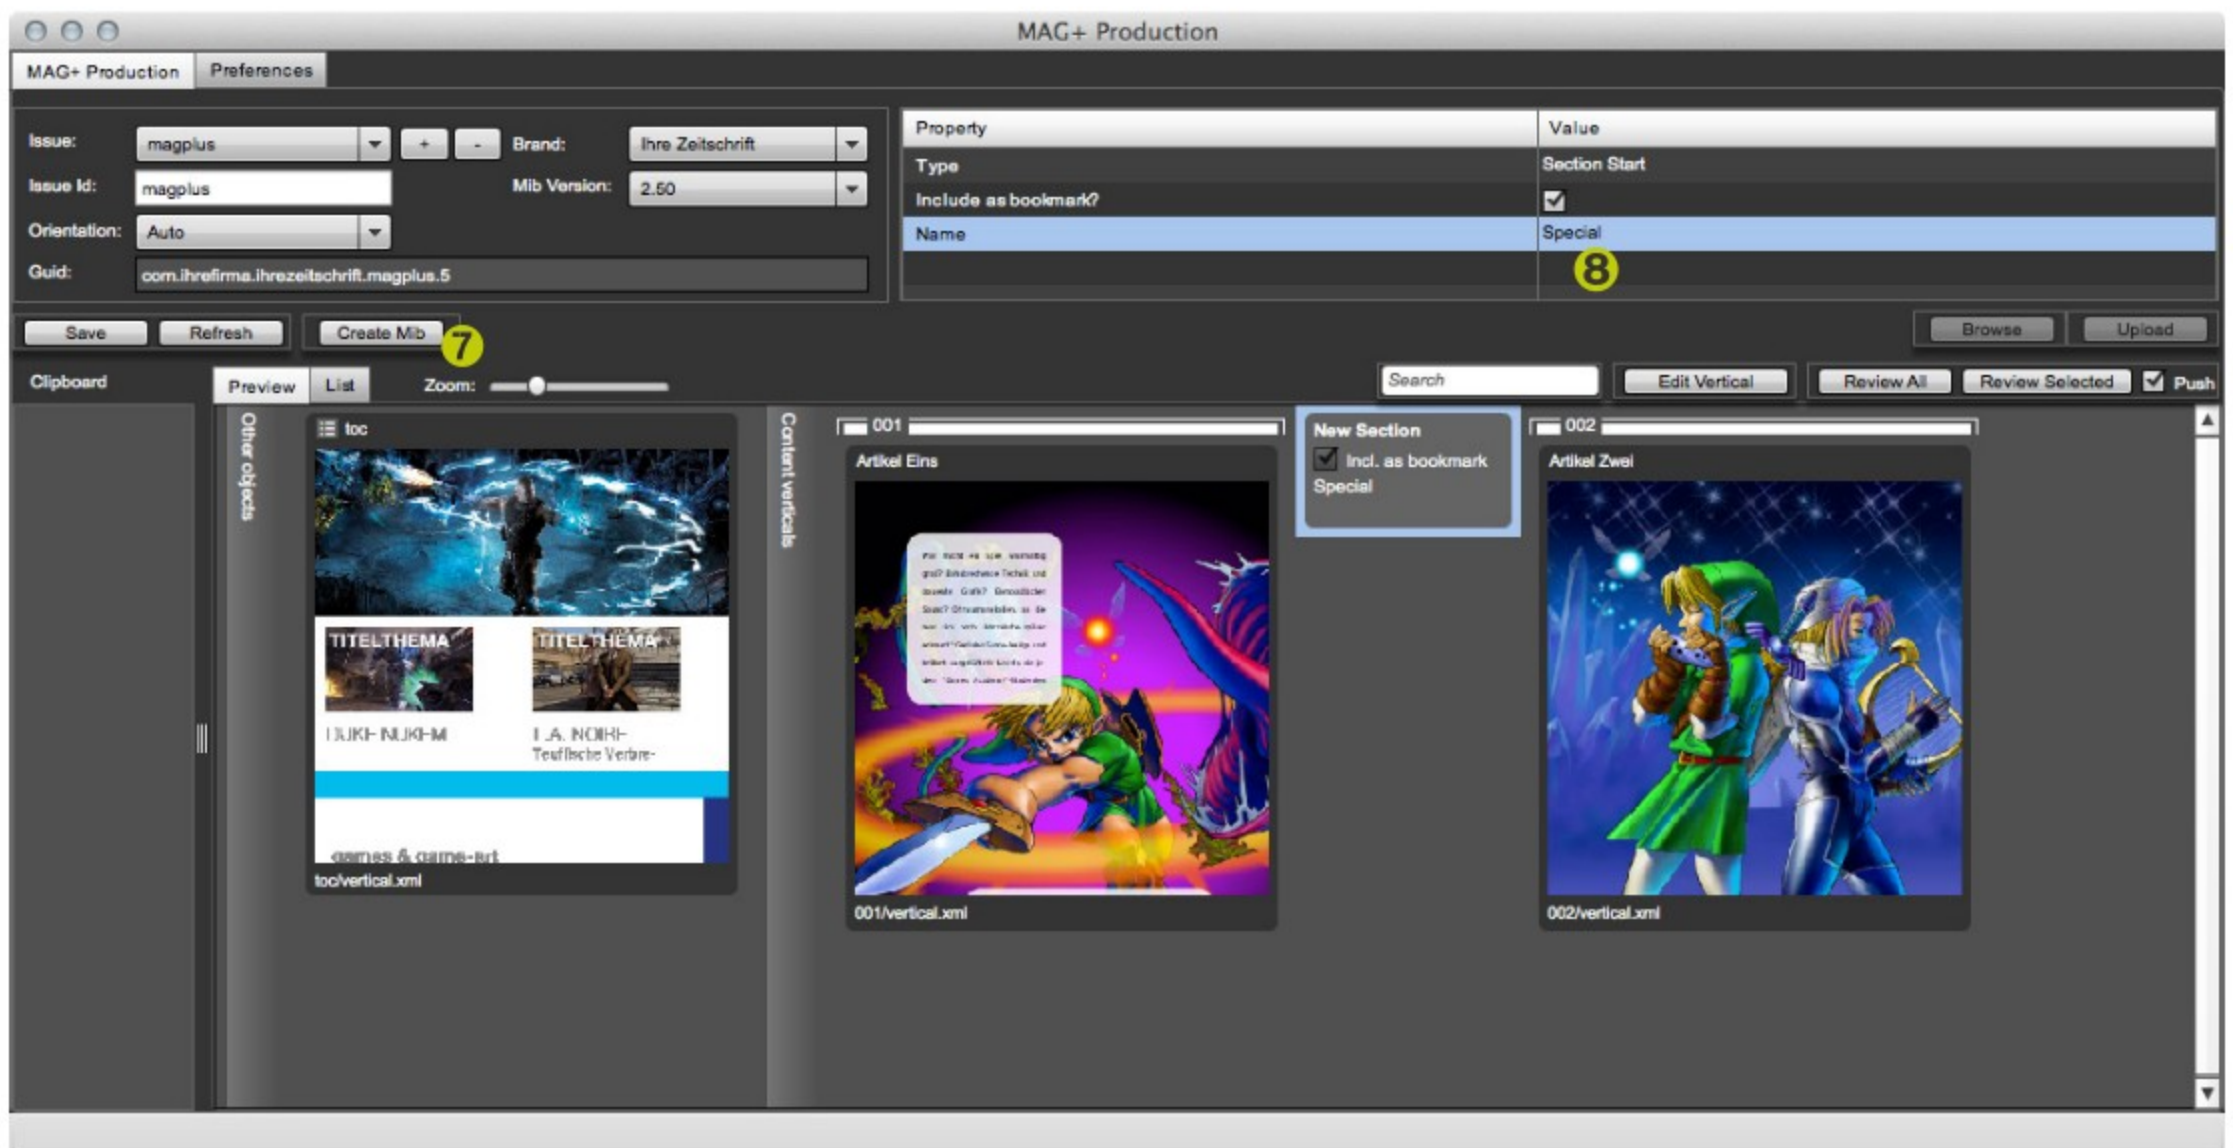 MAG+ Production
MAG+ Production Preferences
Issue: magplus + - Brand: Ihre Zeitschrift
Issue Id: magplus Mib Version: 2.50
Orientation: Auto
Guid: com.ihrefirma.ihrezeitschrift.magplus.5
Property Value
Type Section Start
Include as bookmark?
Name Special
8
Save Refresh Create Mib 7 Browse Upload
Clipboard Preview List Zoom: Search Edit Vertical Review All Review Selected Push
Other objects
toc
TITELTHEMA TITELTHEMA
DUKE NUKEM L.A. NOIRE
games & game-art
toc/vertical.xml
Content verticals
001
Artikel Eins
001/vertical.xml
New Section
Incl. as bookmark
Special
002
Artikel Zwei
002/vertical.xml